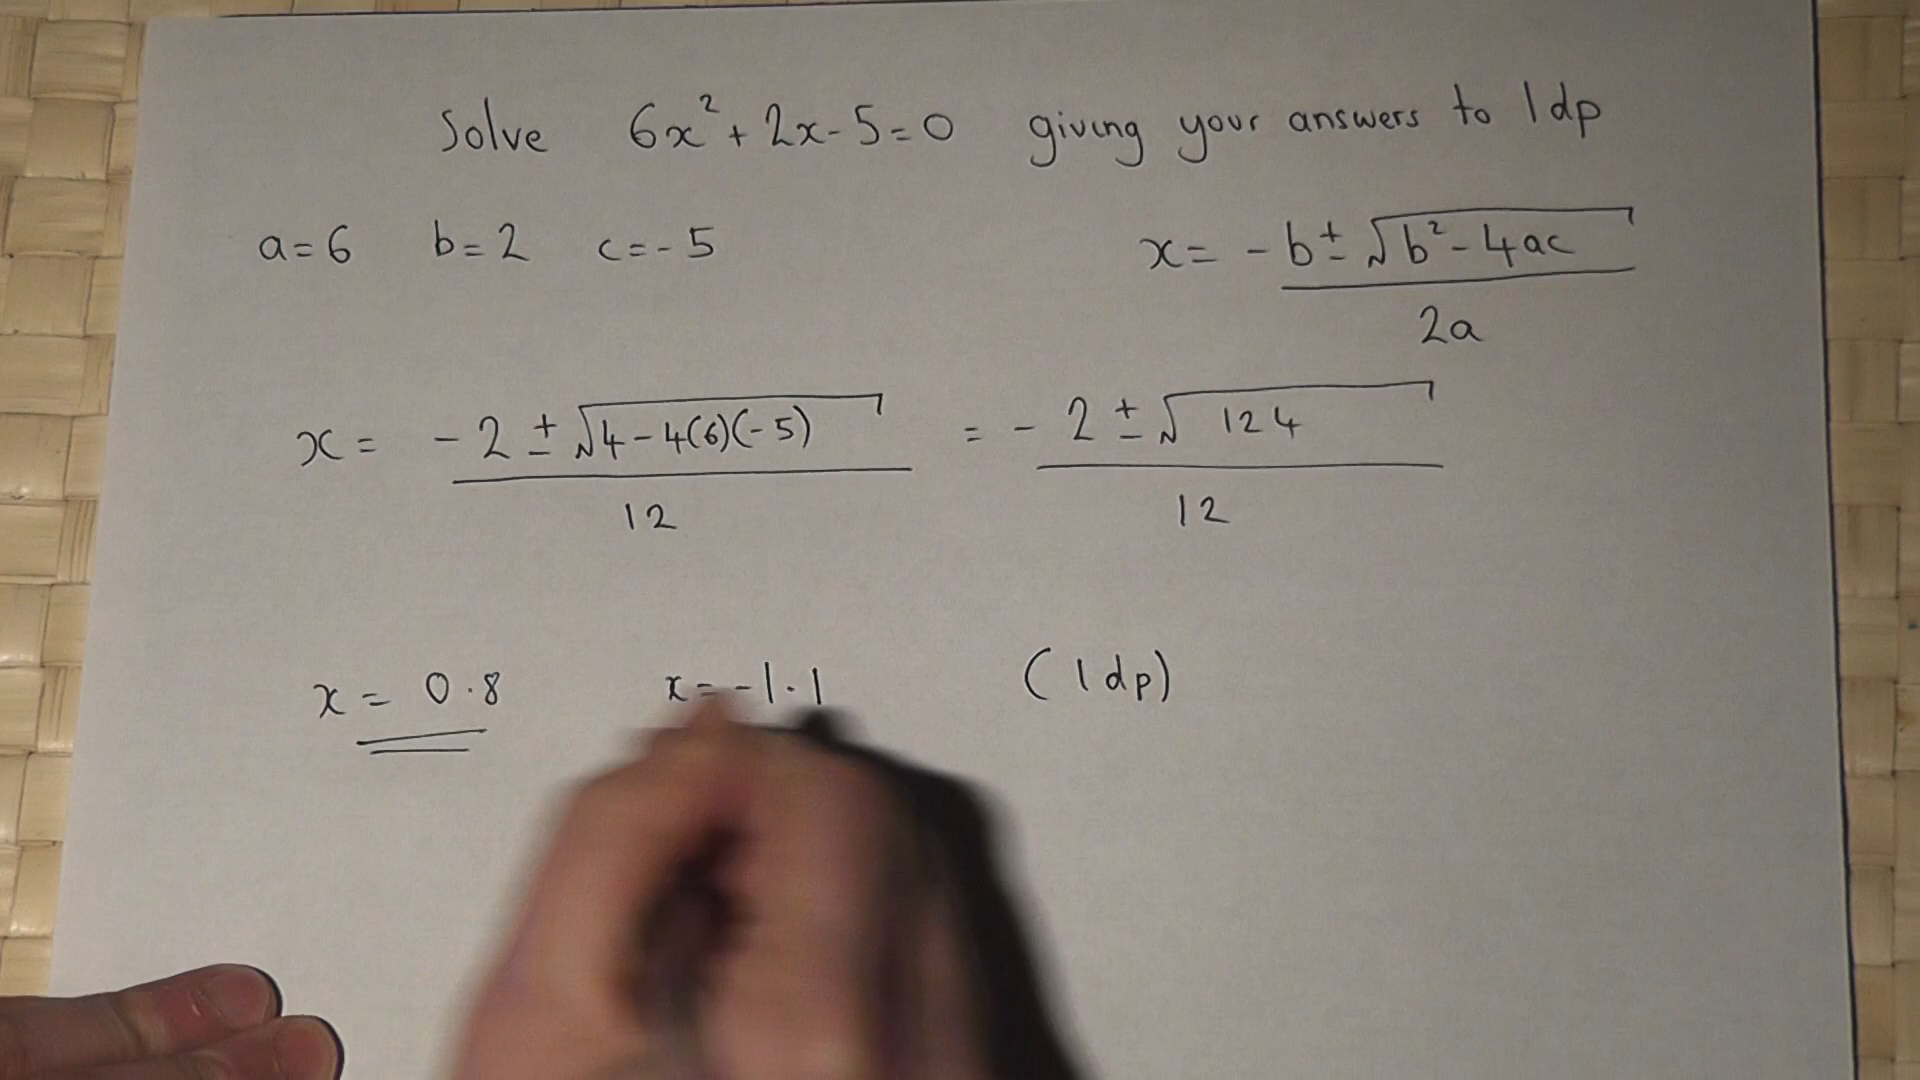 Solve 6x² + 2x - 5 = 0 giving your answers to 1dp
a = 6 b = 2 c = - 5
x = - b ± √b² - 4ac
2a
x = - 2 ± √4 - 4(6)(- 5) = - 2 ± √124
12 12
x = 0.8 x = -1.1 (1dp)